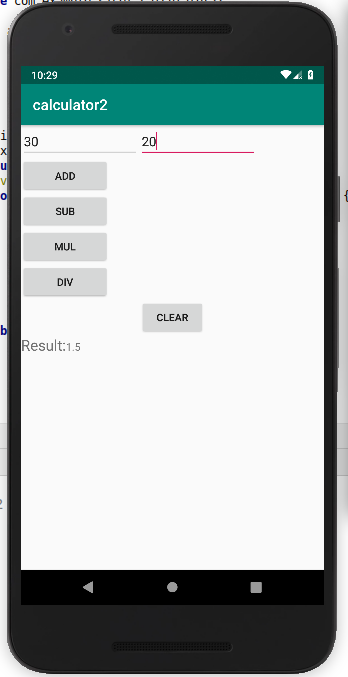 10:29
calculator2
30 20
ADD
SUB
MUL
DIV
CLEAR
Result:1.5